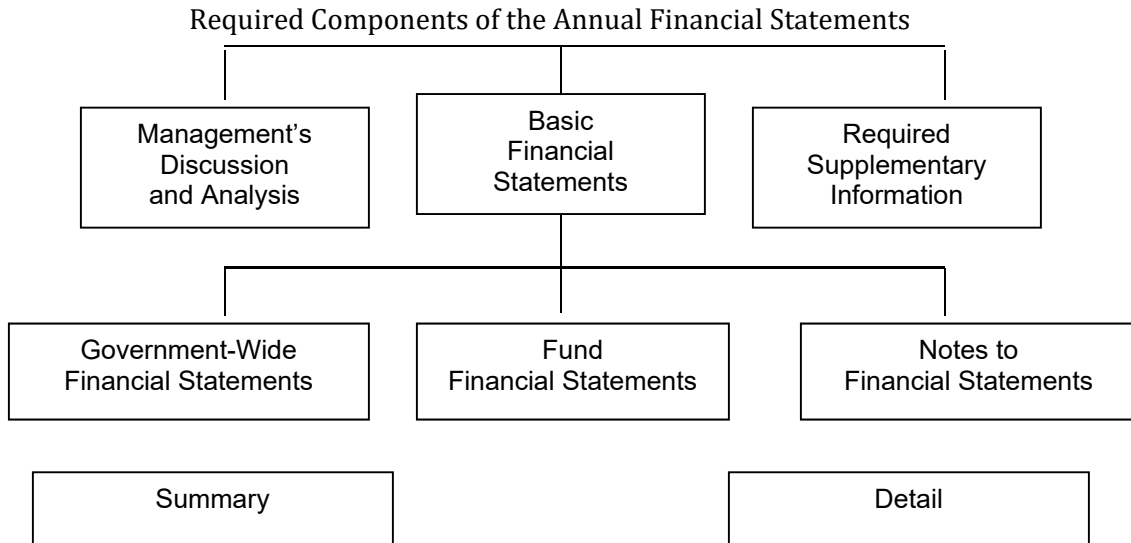 Required Components of the Annual Financial Statements
Management’s
Discussion
and Analysis
Basic
Financial
Statements
Required
Supplementary
Information
Government-Wide
Financial Statements
Fund
Financial Statements
Notes to
Financial Statements
Summary
Detail